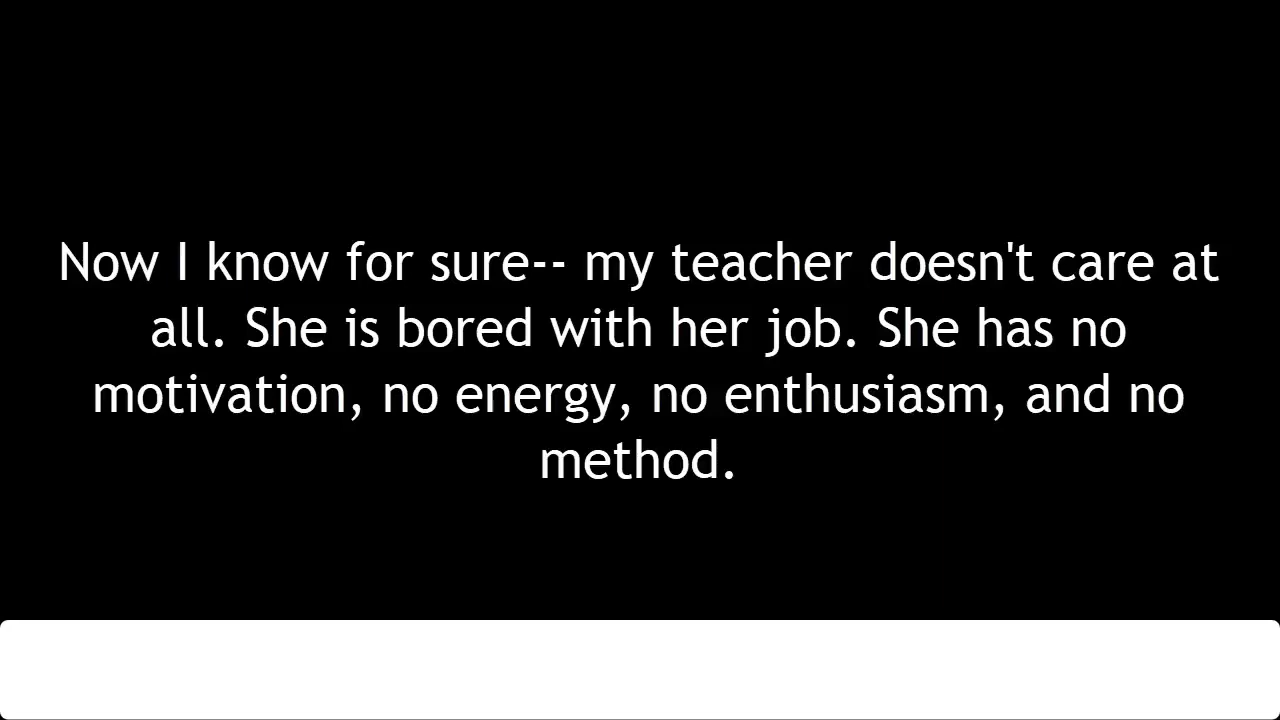 Now I know for sure-- my teacher doesn't care at
all. She is bored with her job. She has no
motivation, no energy, no enthusiasm, and no
method.